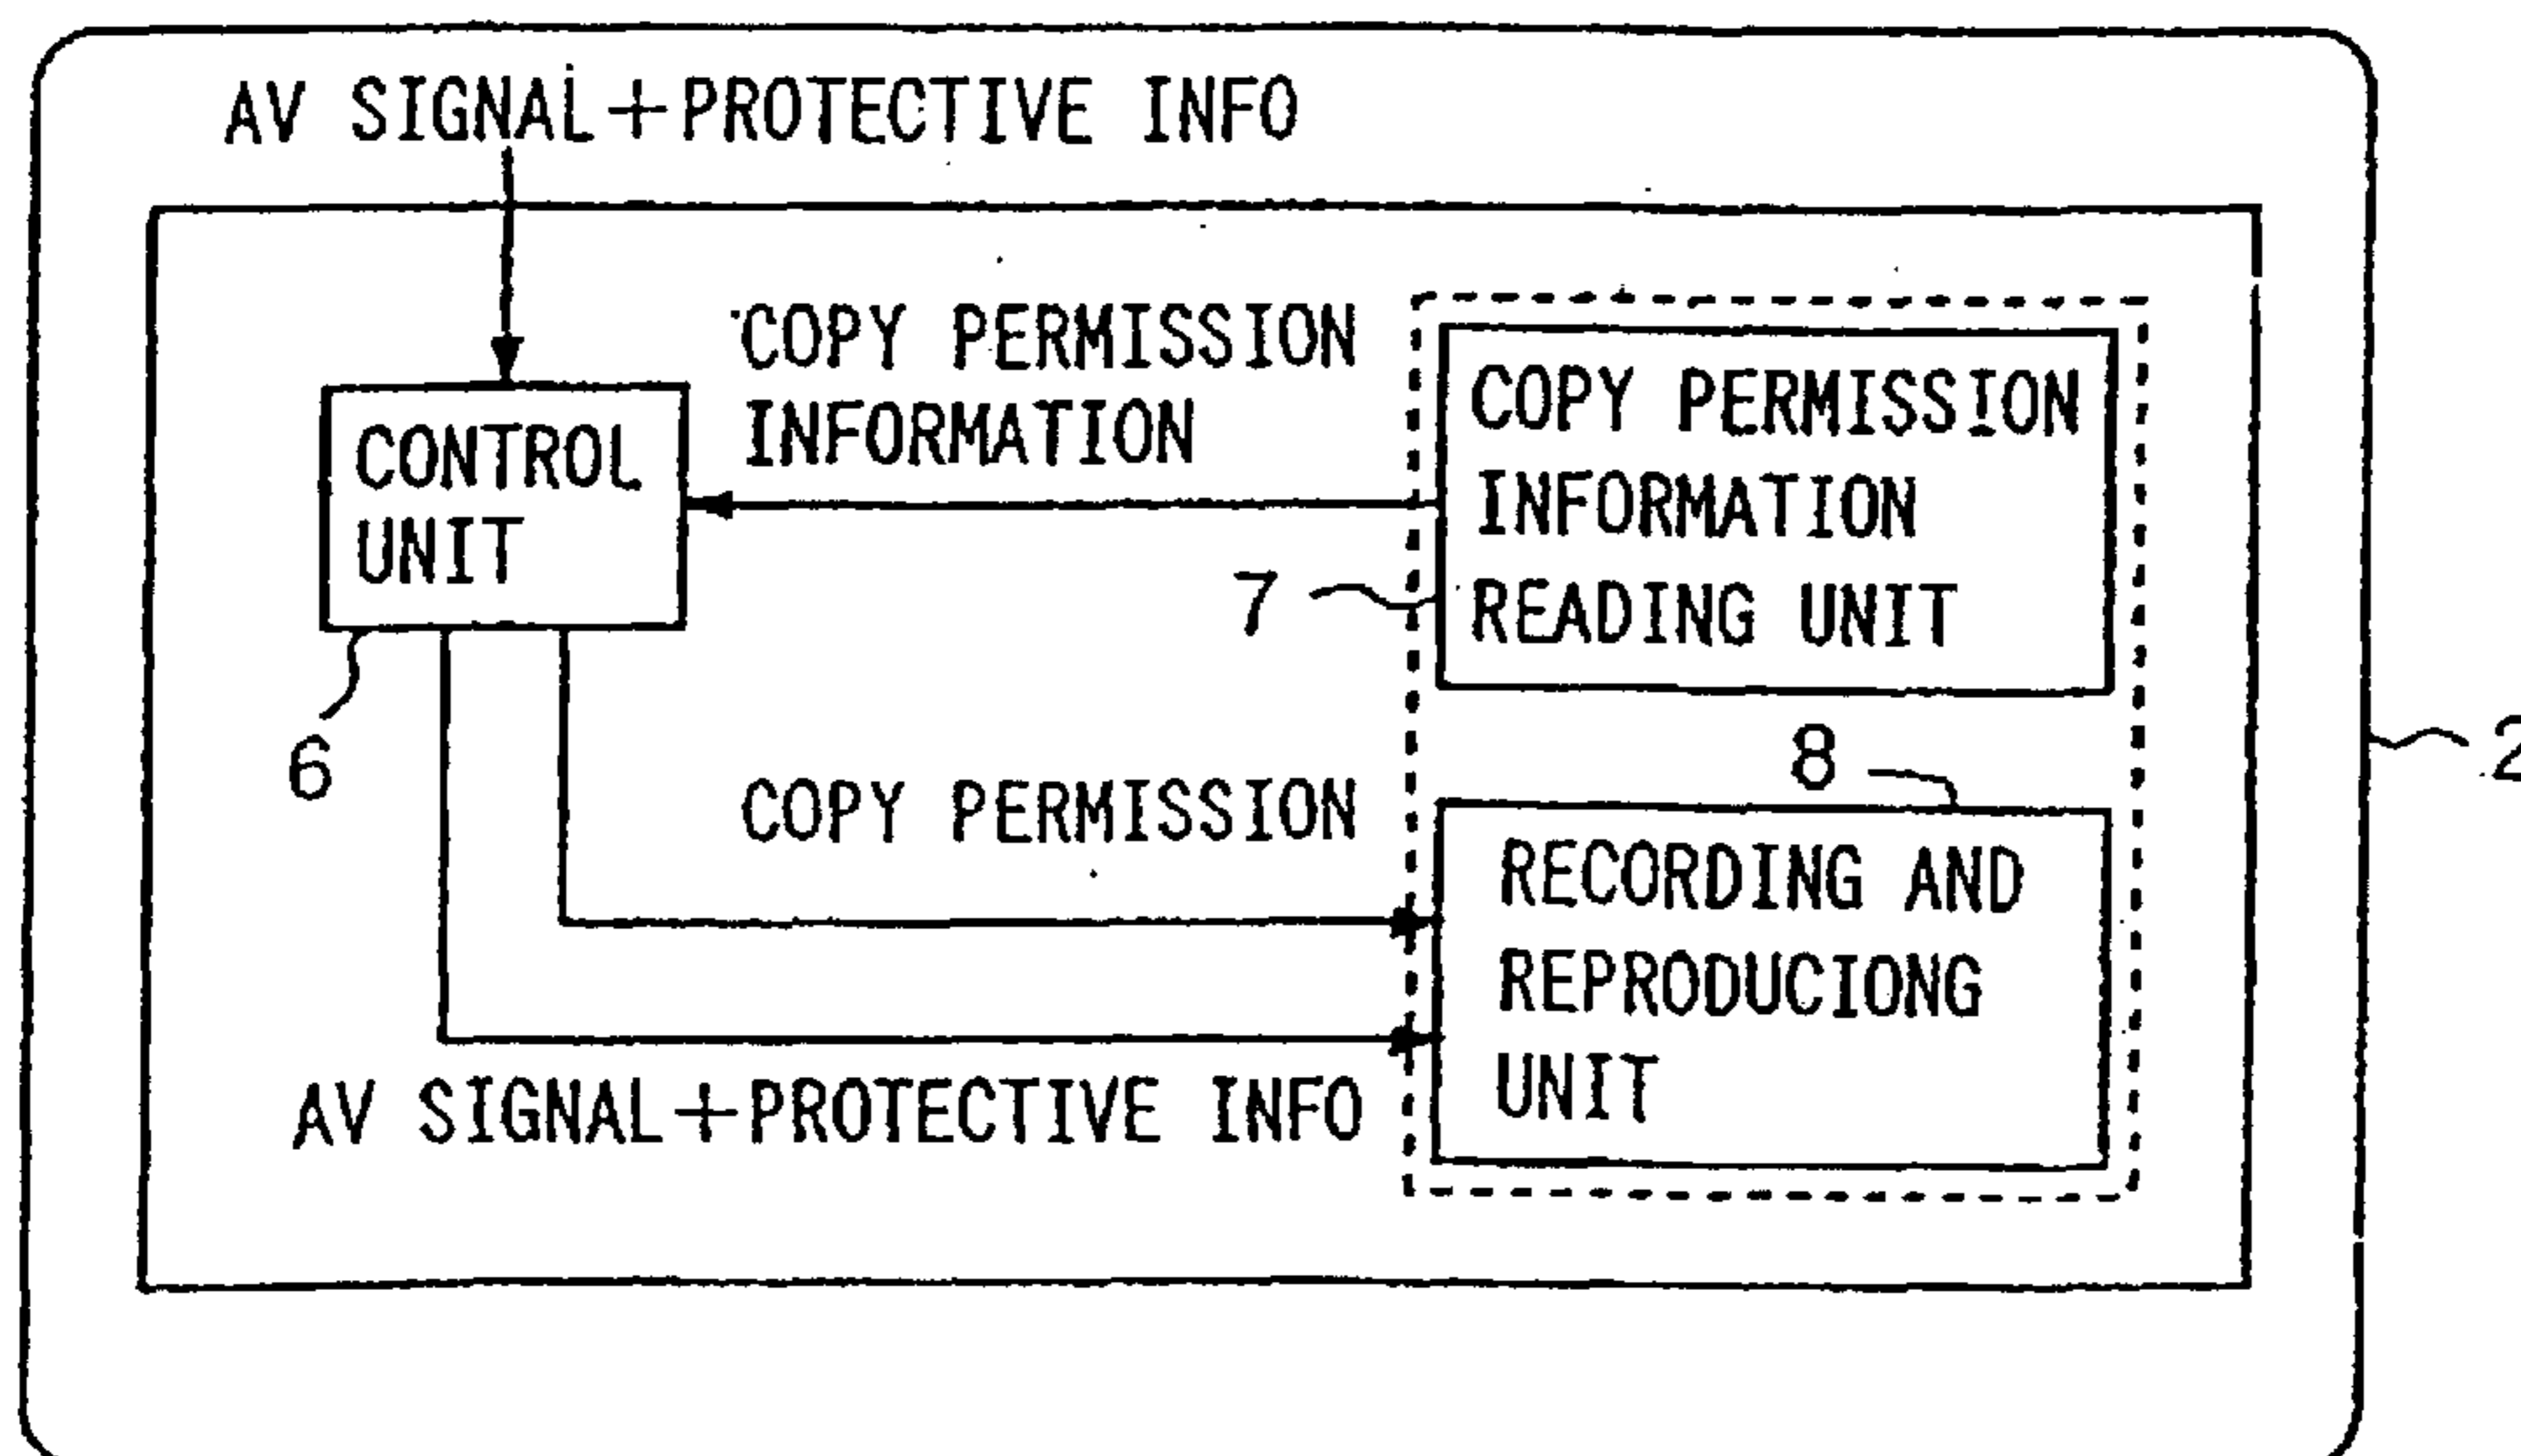 AV SIGNAL+PROTECTIVE INFO
COPY PERMISSION
INFORMATION
CONTROL
UNIT
COPY PERMISSION
INFORMATION
READING UNIT
7
6
2
8
COPY PERMISSION
RECORDING AND
REPRODUCIONG
UNIT
AV SIGNAL+PROTECTIVE INFO